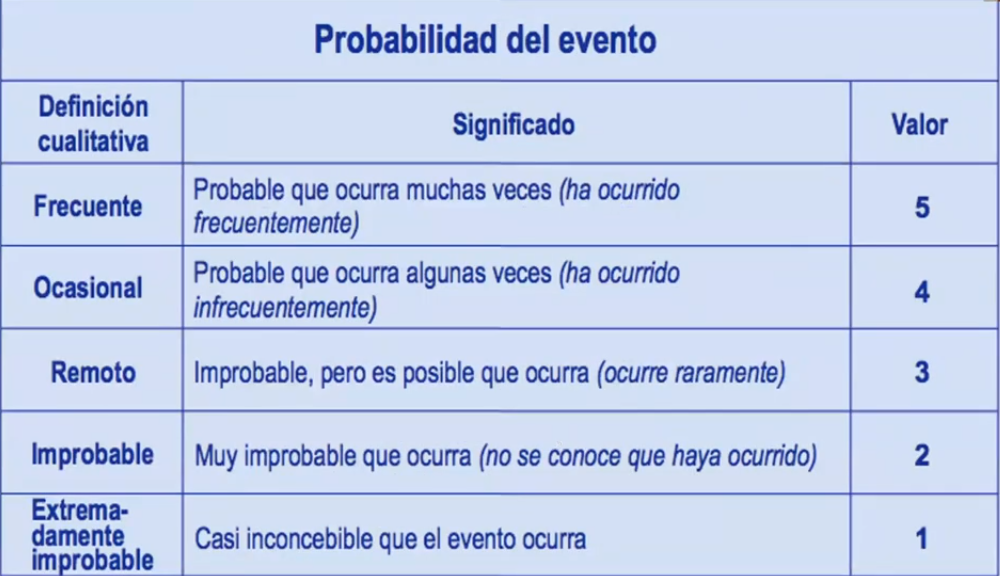 Probabilidad del evento
Definición
cualitativa
Significado
Valor
Frecuente
Probable que ocurra muchas veces (ha ocurrido
frecuentemente)
5
Ocasional
Probable que ocurra algunas veces (ha ocurrido
infrecuentemente)
4
Remoto
Improbable, pero es posible que ocurra (ocurre raramente)
3
Improbable
Muy improbable que ocurra (no se conoce que haya ocurrido)
2
Extrema-
damente
improbable
Casi inconcebible que el evento ocurra
1